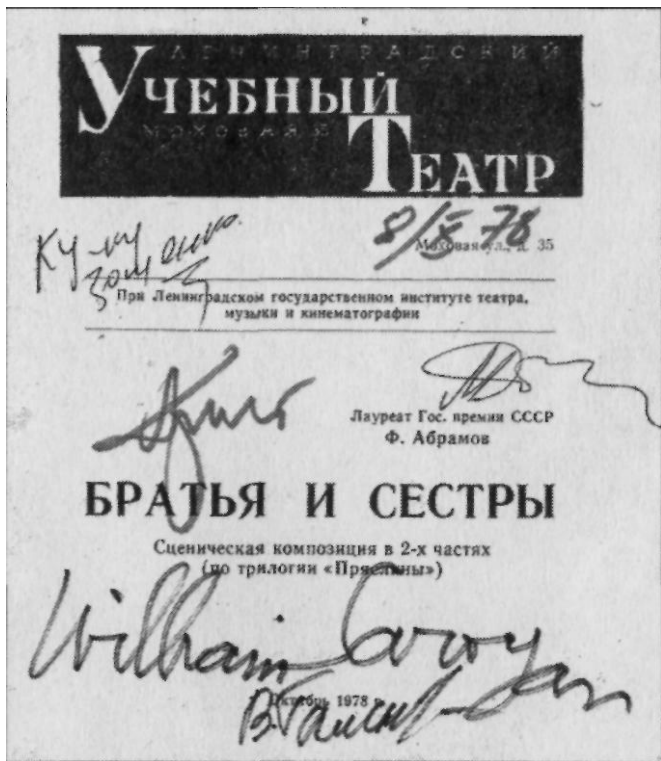 ЛЕНИНГРАДСКИЙ
УЧЕБНЫЙ
МОХОВАЯ 35
ТЕАТР
8/X-78
Моховая ул., д. 35
При Ленинградском государственном институте театра,
музыки и кинематографии
Лауреат Гос. премии СССР
Ф. Абрамов
БРАТЬЯ И СЕСТРЫ
Сценическая композиция в 2-х частях
(по трилогии «Пряслины»)
William Saroyan
Октябрь 1978 г.